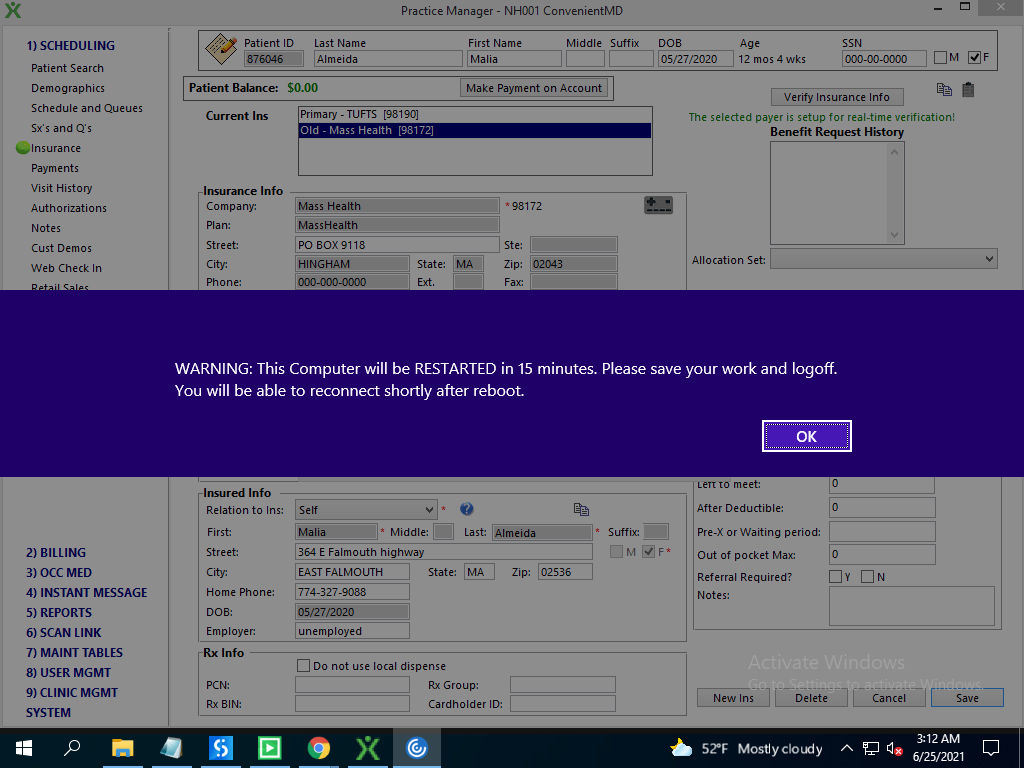 Practice Manager - NH001 ConvenientMD
1) SCHEDULING
Patient Search
Demographics
Schedule and Queues
Sx's and Q's
Insurance
Payments
Visit History
Authorizations
Notes
Cust Demos
Web Check In
Retail Sales
Patient ID Last Name First Name Middle Suffix DOB Age SSN
876046 Almeida Malia 05/27/2020 12 mos 4 wks 000-00-0000 M F
Patient Balance: $0.00 Make Payment on Account
Verify Insurance Info
Current Ins
Primary - TUFTS [98190]
Old - Mass Health [98172]
The selected payer is setup for real-time verification!
Benefit Request History
Allocation Set:
Insurance Info
Company: Mass Health * 98172
Plan: MassHealth
Street: PO BOX 9118 Ste:
City: HINGHAM State: MA Zip: 02043
Phone: 000-000-0000 Ext. Fax:
WARNING: This Computer will be RESTARTED in 15 minutes. Please save your work and logoff.
You will be able to reconnect shortly after reboot.
OK
Insured Info
Relation to Ins: Self *
First: Malia * Middle: Last: Almeida * Suffix:
Street: 364 E Falmouth highway M F *
City: EAST FALMOUTH State: MA Zip: 02536
Home Phone: 774-327-9088
DOB: 05/27/2020
Employer: unemployed
Left to meet: 0
After Deductible: 0
Pre-X or Waiting period:
Out of pocket Max: 0
Referral Required? Y N
Notes:
Rx Info
Do not use local dispense
PCN: Rx Group:
Rx BIN: Cardholder ID:
2) BILLING
3) OCC MED
4) INSTANT MESSAGE
5) REPORTS
6) SCAN LINK
7) MAINT TABLES
8) USER MGMT
9) CLINIC MGMT
SYSTEM
Activate Windows
Go to Settings to activate Windows.
New Ins Delete Cancel Save
52°F Mostly cloudy
3:12 AM
6/25/2021